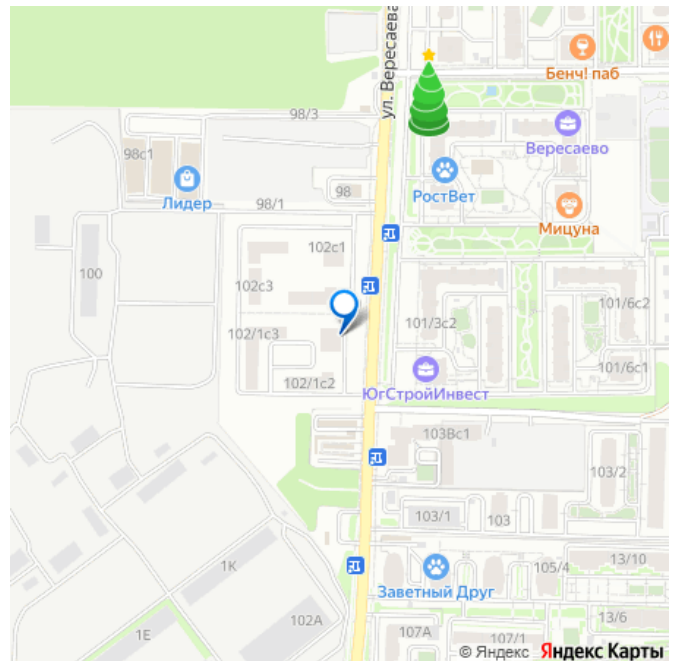 Бенч! паб
ул. Вересаева
98/3
98с1
Вересаево
98
РостВет
Лидер
98/1
Мицуна
102с1
100
102с3
101/6с2
101/3с2
102/1с3
101/6с1
102/1с2
ЮгСтройИнвест
103Вс1
103/2
103/1
103
13/10
1К
105/4
Заветный Друг
102А
13/6
1Е
107А
107/1
© Яндекс Яндекс Карты